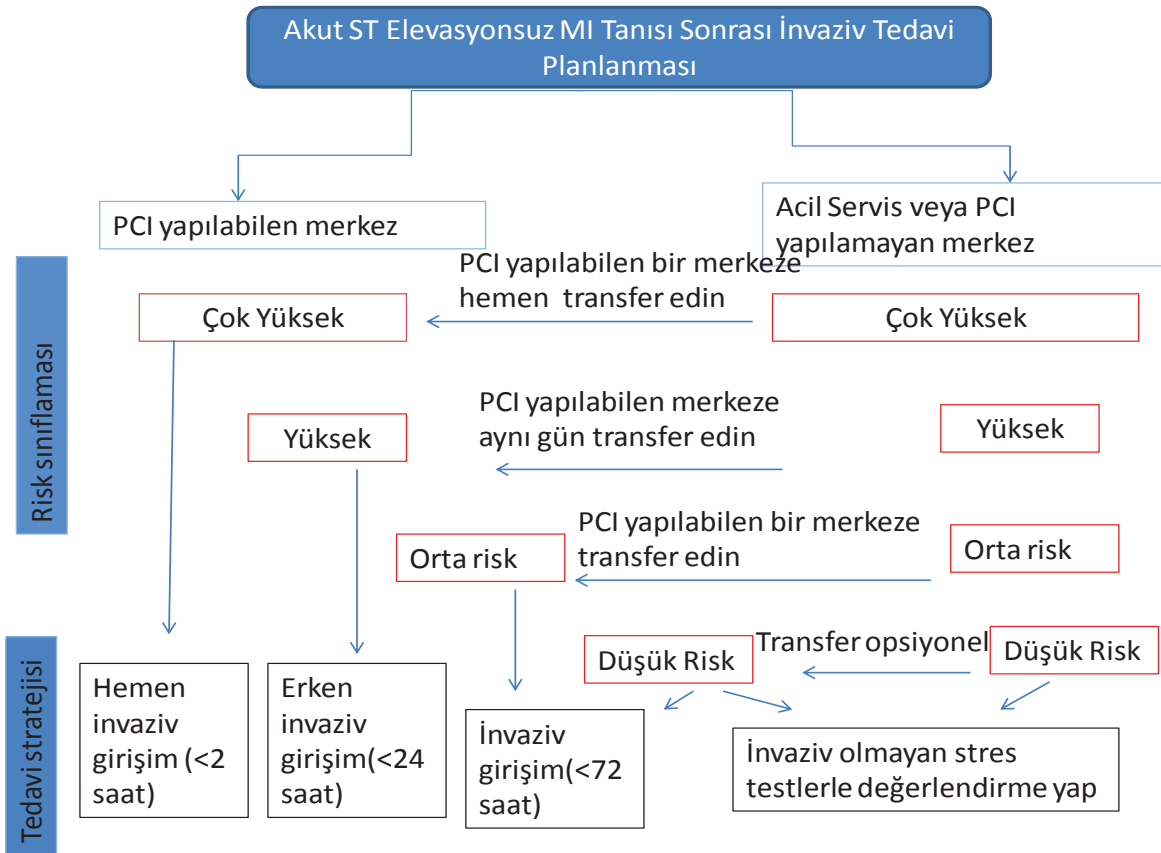 Akut ST Elevasyonsuz MI Tanısı Sonrası İnvaziv Tedavi
Planlanması
PCI yapılabilen merkez
Acil Servis veya PCI
yapılamayan merkez
Risk sınıflaması
PCI yapılabilen bir merkeze
hemen transfer edin
Çok Yüksek
Çok Yüksek
PCI yapılabilen merkeze
aynı gün transfer edin
Yüksek
Yüksek
PCI yapılabilen bir merkeze
transfer edin
Orta risk
Orta risk
Tedavi stratejisi
Düşük Risk
Transfer opsiyonel
Düşük Risk
Hemen
invaziv
girişim (<2
saat)
Erken
invaziv
girişim(<24
saat)
İnvaziv
girişim(<72
saat)
İnvaziv olmayan stres
testlerle değerlendirme yap